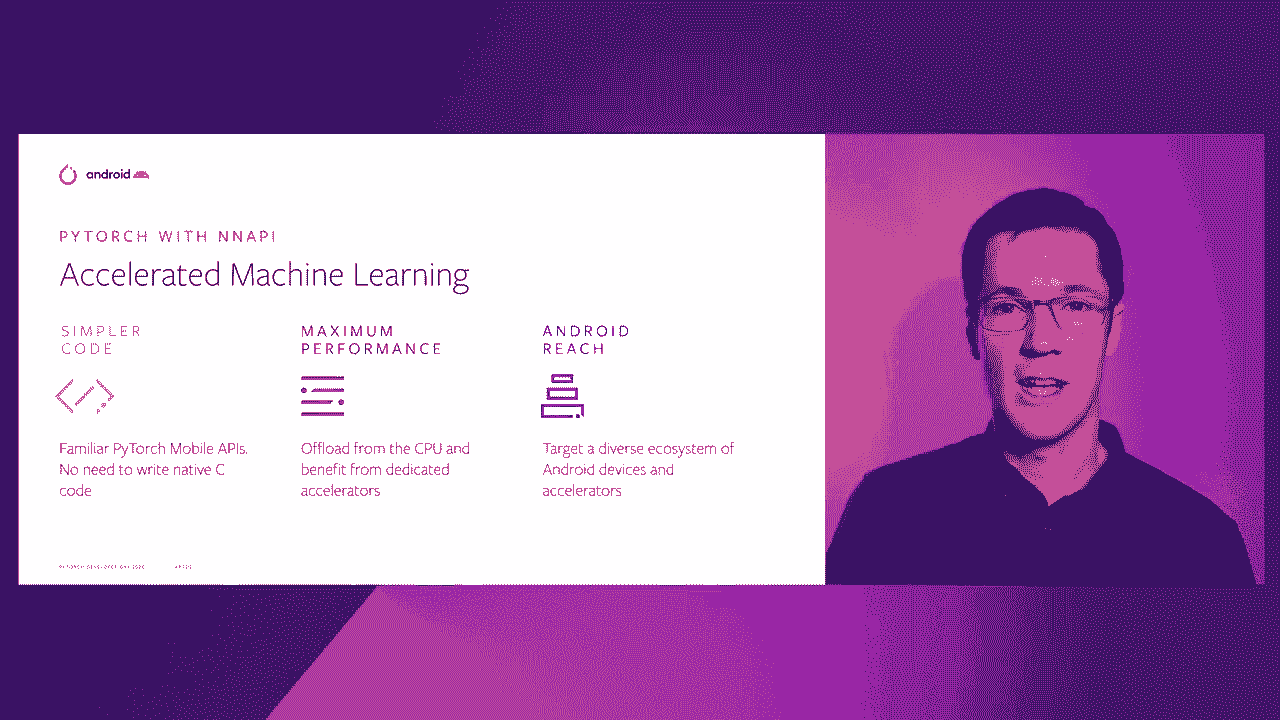 android
PYTORCH WITH NNAPI
Accelerated Machine Learning
SIMPLER
CODE
Familiar PyTorch Mobile APIs.
No need to write native C
code
MAXIMUM
PERFORMANCE
Offload from the CPU and
benefit from dedicated
accelerators
ANDROID
REACH
Target a diverse ecosystem of
Android devices and
accelerators